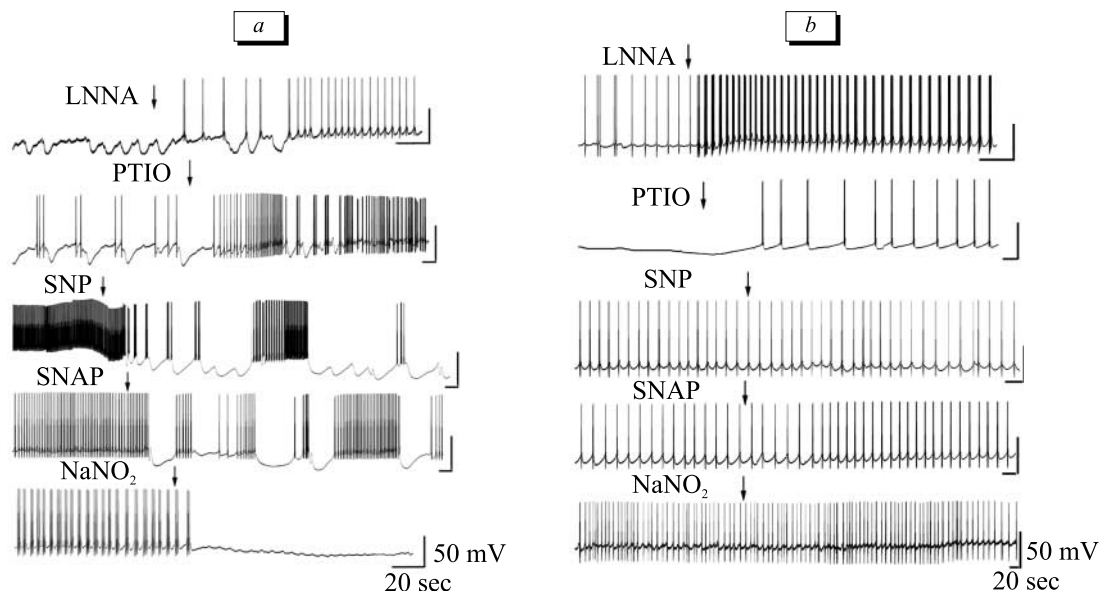 a
LNNA
PTIO
SNP
SNAP
NaNO₂
50 mV
20 sec
b
LNNA
PTIO
SNP
SNAP
NaNO₂
50 mV
20 sec